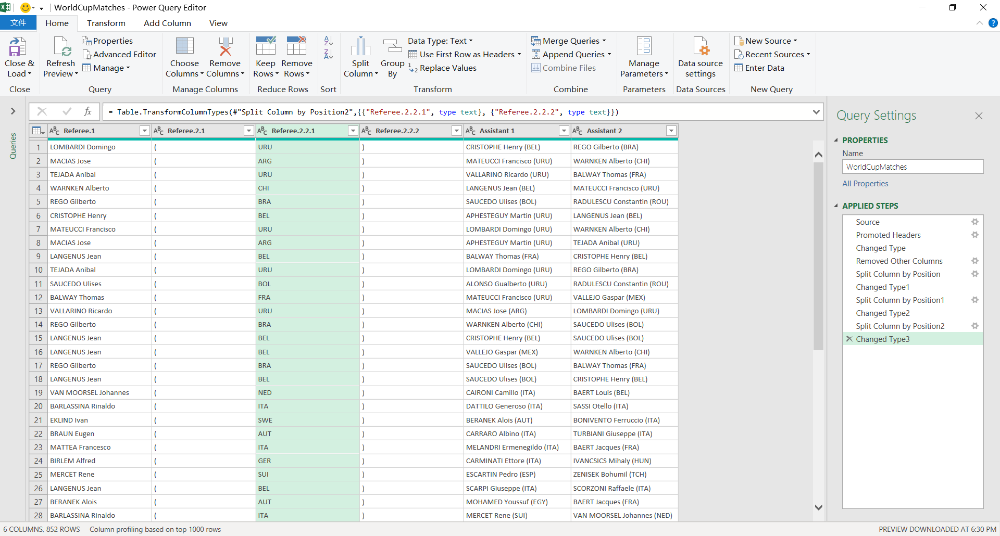 WorldCupMatches - Power Query Editor
文件 Home Transform Add Column View
Close & Load
Refresh Preview
Properties
Advanced Editor
Manage
Choose Columns
Remove Columns
Keep Rows
Remove Rows
Split Column
Group By
Data Type: Text
Use First Row as Headers
Replace Values
Merge Queries
Append Queries
Combine Files
Manage Parameters
Data source settings
New Source
Recent Sources
Enter Data
Close Query Manage Columns Reduce Rows Sort Transform Combine Parameters Data Sources New Query
Queries
fx = Table.TransformColumnTypes(#"Split Column by Position2",{{"Referee.2.2.1", type text}, {"Referee.2.2.2", type text}})
Referee.1 Referee.2.1 Referee.2.2.1 Referee.2.2.2 Assistant 1 Assistant 2
1 LOMBARDI Domingo ( URU ) CRISTOPHE Henry (BEL) REGO Gilberto (BRA)
2 MACIAS Jose ( ARG ) MATEUCCI Francisco (URU) WARNKEN Alberto (CHI)
3 TEJADA Anibal ( URU ) VALLARINO Ricardo (URU) BALWAY Thomas (FRA)
4 WARNKEN Alberto ( CHI ) LANGENUS Jean (BEL) MATEUCCI Francisco (URU)
5 REGO Gilberto ( BRA ) SAUCEDO Ulises (BOL) RADULESCU Constantin (ROU)
6 CRISTOPHE Henry ( BEL ) APHESTEGUY Martin (URU) LANGENUS Jean (BEL)
7 MATEUCCI Francisco ( URU ) LOMBARDI Domingo (URU) WARNKEN Alberto (CHI)
8 MACIAS Jose ( ARG ) APHESTEGUY Martin (URU) TEJADA Anibal (URU)
9 LANGENUS Jean ( BEL ) BALWAY Thomas (FRA) CRISTOPHE Henry (BEL)
10 TEJADA Anibal ( URU ) LOMBARDI Domingo (URU) REGO Gilberto (BRA)
11 SAUCEDO Ulises ( BOL ) ALONSO Gualberto (URU) RADULESCU Constantin (ROU)
12 BALWAY Thomas ( FRA ) MATEUCCI Francisco (URU) VALLEJO Gaspar (MEX)
13 VALLARINO Ricardo ( URU ) MACIAS Jose (ARG) LOMBARDI Domingo (URU)
14 REGO Gilberto ( BRA ) WARNKEN Alberto (CHI) SAUCEDO Ulises (BOL)
15 LANGENUS Jean ( BEL ) CRISTOPHE Henry (BEL) SAUCEDO Ulises (BOL)
16 LANGENUS Jean ( BEL ) VALLEJO Gaspar (MEX) WARNKEN Alberto (CHI)
17 REGO Gilberto ( BRA ) SAUCEDO Ulises (BOL) BALWAY Thomas (FRA)
18 LANGENUS Jean ( BEL ) SAUCEDO Ulises (BOL) CRISTOPHE Henry (BEL)
19 VAN MOORSEL Johannes ( NED ) CAIRONI Camillo (ITA) BAERT Louis (BEL)
20 BARLASSINA Rinaldo ( ITA ) DATTILO Generoso (ITA) SASSI Otello (ITA)
21 EKLIND Ivan ( SWE ) BERANEK Alois (AUT) BONIVENTO Ferruccio (ITA)
22 BRAUN Eugen ( AUT ) CARRARO Albino (ITA) TURBIANI Giuseppe (ITA)
23 MATTEA Francesco ( ITA ) MELANDRI Ermenegildo (ITA) BAERT Jacques (FRA)
24 BIRLEM Alfred ( GER ) CARMINATI Ettore (ITA) IVANCSICS Mihaly (HUN)
25 MERCET Rene ( SUI ) ESCARTIN Pedro (ESP) ZENISEK Bohumil (TCH)
26 LANGENUS Jean ( BEL ) SCARPI Giuseppe (ITA) SCORZONI Raffaele (ITA)
27 BERANEK Alois ( AUT ) MOHAMED Youssuf (EGY) BAERT Jacques (FRA)
28 BARLASSINA Rinaldo ( ITA ) MERCET Rene (SUI) VAN MOORSEL Johannes (NED)
Query Settings
PROPERTIES
Name
WorldCupMatches
All Properties
APPLIED STEPS
Source
Promoted Headers
Changed Type
Removed Other Columns
Split Column by Position
Changed Type1
Split Column by Position1
Changed Type2
Split Column by Position2
Changed Type3
6 COLUMNS, 852 ROWS Column profiling based on top 1000 rows PREVIEW DOWNLOADED AT 6:30 PM